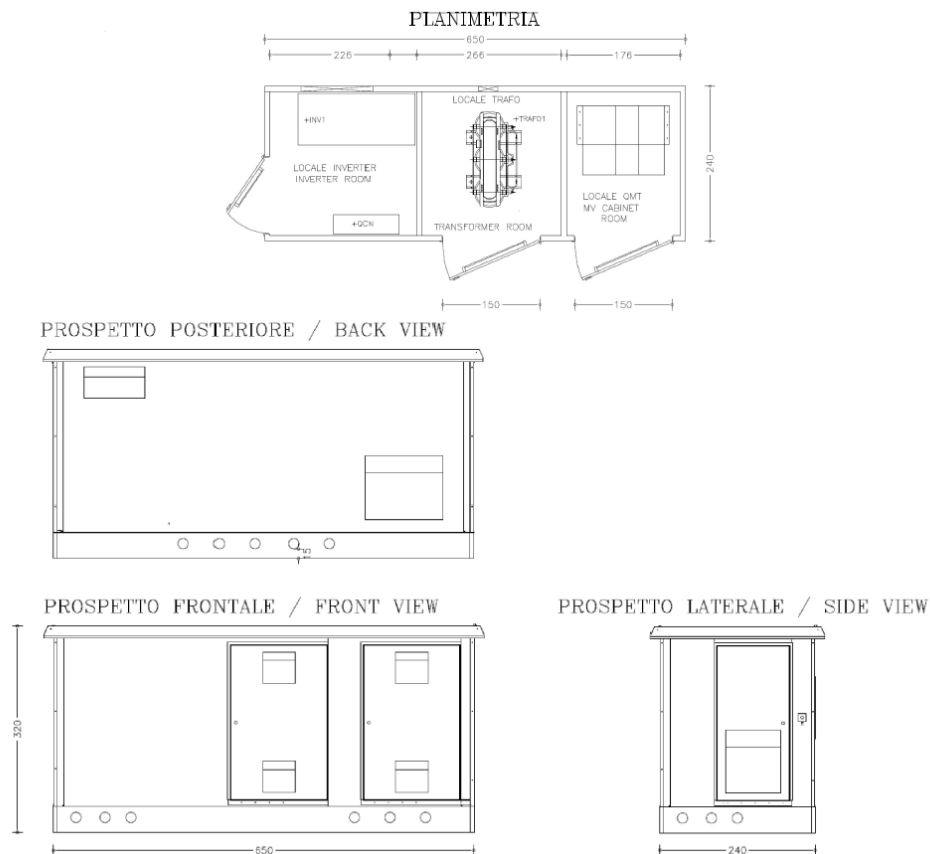 PLANIMETRIA
650
226
266
176
LOCALE TRAFO
+INV1
+TRAFO1
240
LOCALE INVERTER
INVERTER ROOM
LOCALE QMT
MV CABINET
ROOM
+QCN
TRANSFORMER ROOM
150
150
PROSPETTO POSTERIORE / BACK VIEW
15
PROSPETTO FRONTALE / FRONT VIEW
PROSPETTO LATERALE / SIDE VIEW
320
650
240